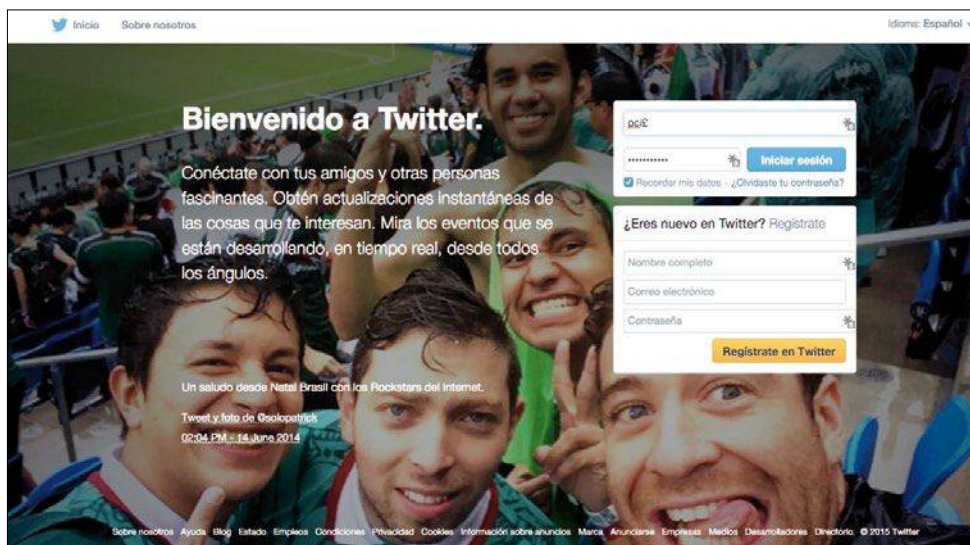 Inicio Sobre nosotros Idioma: Español
Bienvenido a Twitter.
Conéctate con tus amigos y otras personas
fascinantes. Obtén actualizaciones instantáneas de
las cosas que te interesan. Mira los eventos que se
están desarrollando, en tiempo real, desde todos
los ángulos.
Un saludo desde Natal Brasil con los Rockstars del Internet.
Tweet y foto de @solopatrick
02:04 PM - 14 June 2014
pci£
Iniciar sesión
Recordar mis datos · ¿Olvidaste tu contraseña?
¿Eres nuevo en Twitter? Regístrate
Nombre completo
Correo electrónico
Contraseña
Regístrate en Twitter
Sobre nosotros Ayuda Blog Estado Empleos Condiciones Privacidad Cookies Información sobre anuncios Marca Anunciarse Empresas Medios Desarrolladores Directorio © 2015 Twitter